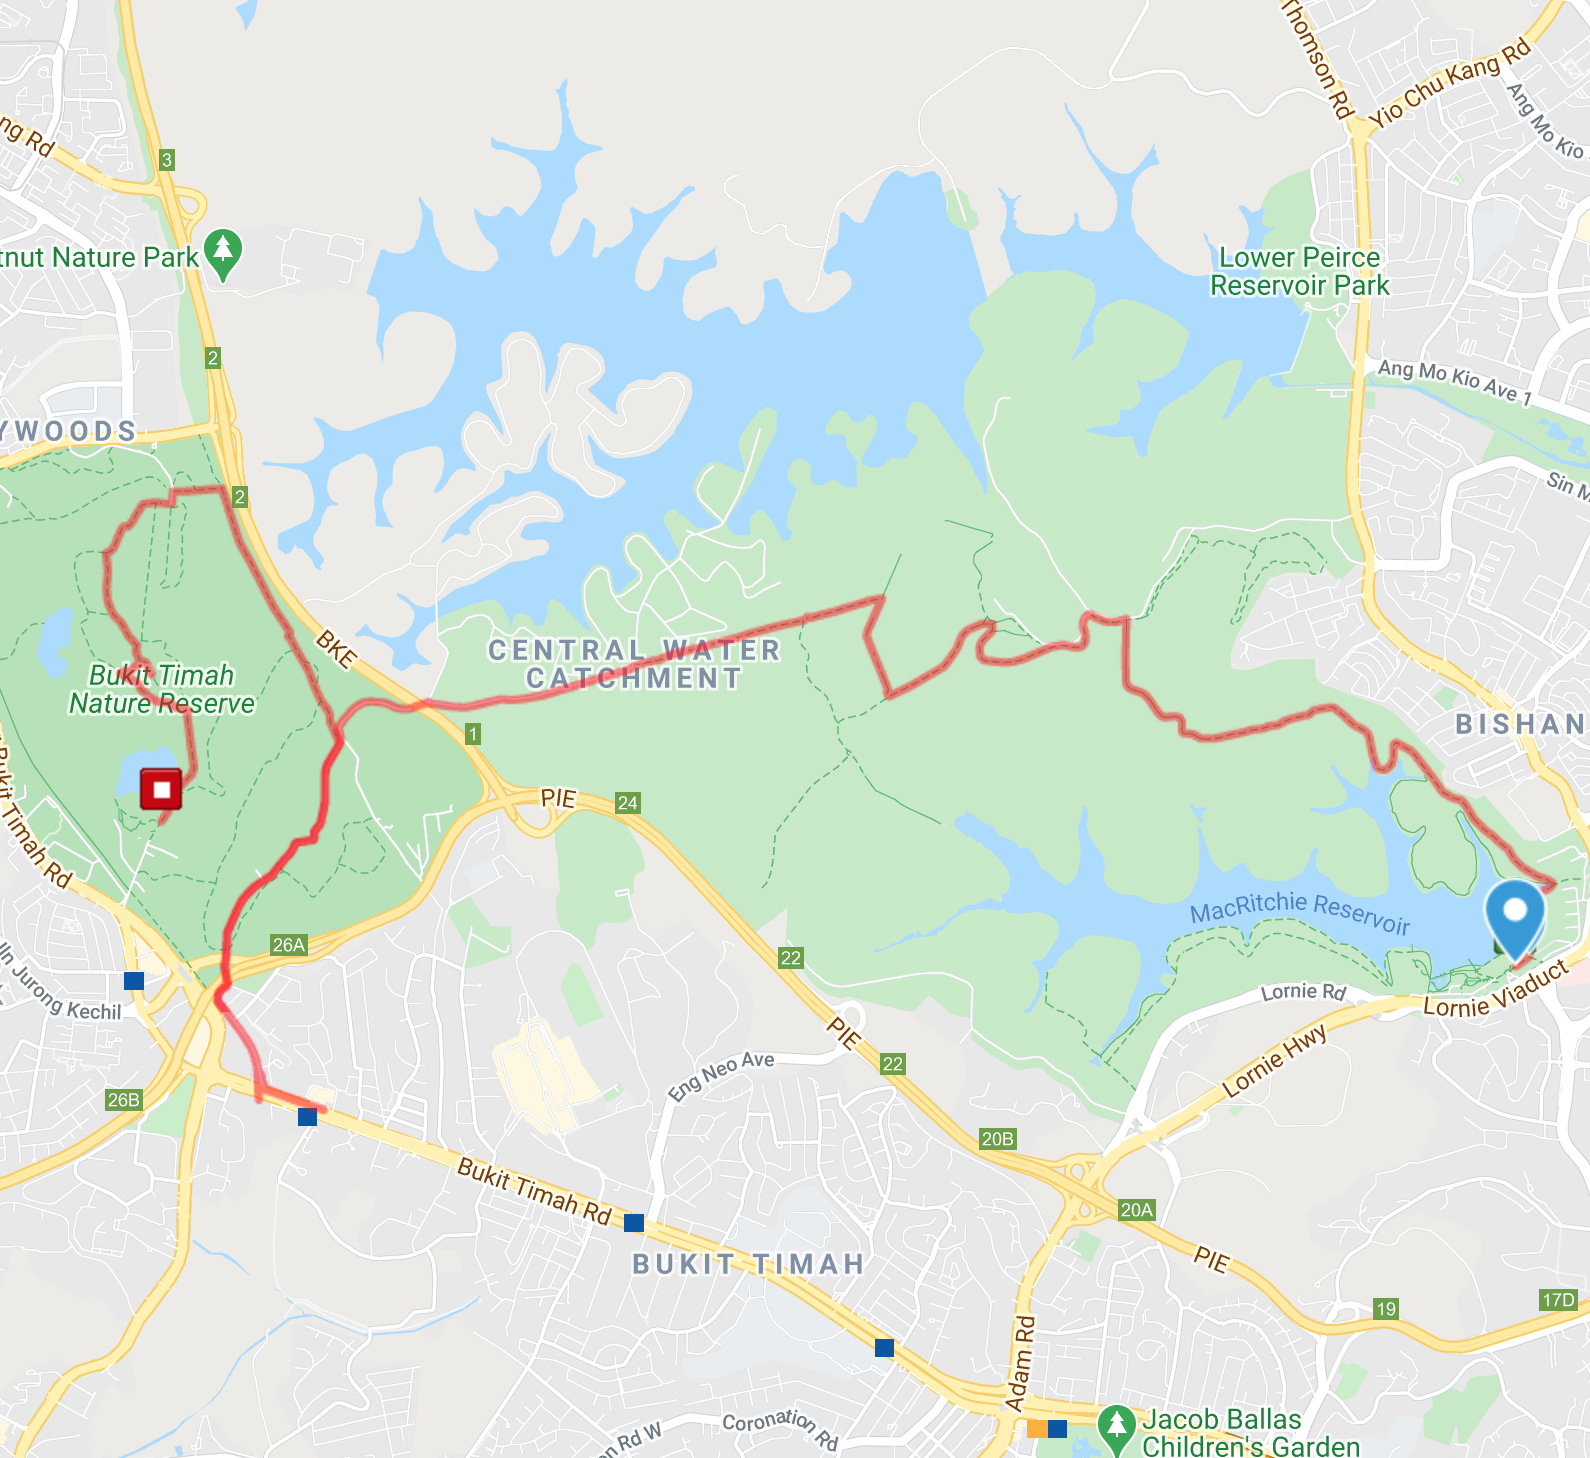 Thomson Rd
Yio Chu Kang Rd
Ang Mo Kio
ng Rd
3
tnut Nature Park
Lower Peirce
Reservoir Park
2
Ang Mo Kio Ave 1
YWOODS
2
Sin M
BKE
CENTRAL WATER
CATCHMENT
Bukit Timah
Nature Reserve
1
BISHAN
PIE
24
Bukit Timah Rd
MacRitchie Reservoir
26A
22
Jln Jurong Kechil
Lornie Rd
Lornie Viaduct
PIE
Lornie Hwy
Eng Neo Ave
22
26B
20B
Bukit Timah Rd
20A
BUKIT TIMAH
PIE
19
17D
Adam Rd
Coronation Rd
on Rd W
Jacob Ballas
Children's Garden